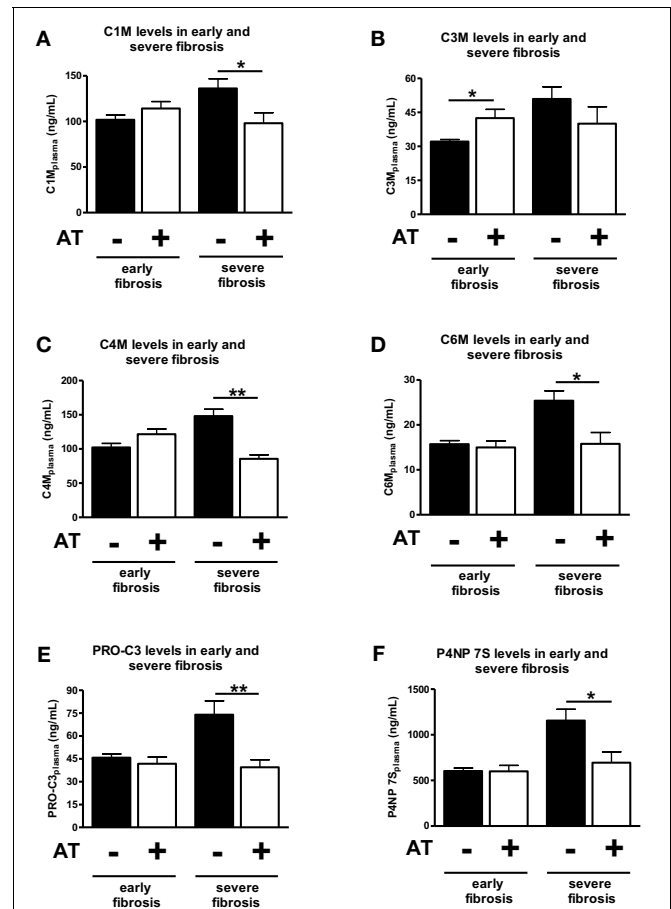 A
C1M levels in early and
severe fibrosis
C1Mplasma (ng/mL)
150
100
50
0
*
AT - + - +
early
fibrosis
severe
fibrosis
B
C3M levels in early and
severe fibrosis
C3Mplasma (ng/mL)
60
45
30
15
0
*
AT - + - +
early
fibrosis
severe
fibrosis
C
C4M levels in early and
severe fibrosis
C4Mplasma (ng/mL)
200
150
100
50
0
**
AT - + - +
early
fibrosis
severe
fibrosis
D
C6M levels in early and
severe fibrosis
C6Mplasma (ng/mL)
30
20
10
0
*
AT - + - +
early
fibrosis
severe
fibrosis
E
PRO-C3 levels in early and
severe fibrosis
PRO-C3plasma (ng/mL)
90
75
60
45
30
15
0
**
AT - + - +
early
fibrosis
severe
fibrosis
F
P4NP 7S levels in early and
severe fibrosis
P4NP 7Splasma (ng/mL)
1500
1000
500
0
*
AT - + - +
early
fibrosis
severe
fibrosis